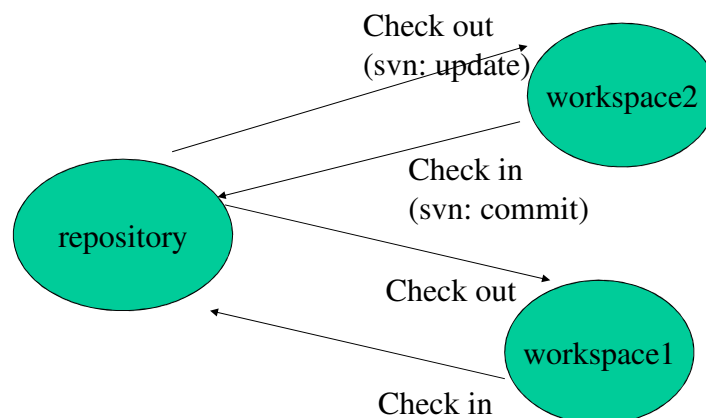 Check out
(svn: update)
workspace2
Check in
(svn: commit)
repository
Check out
workspace1
Check in